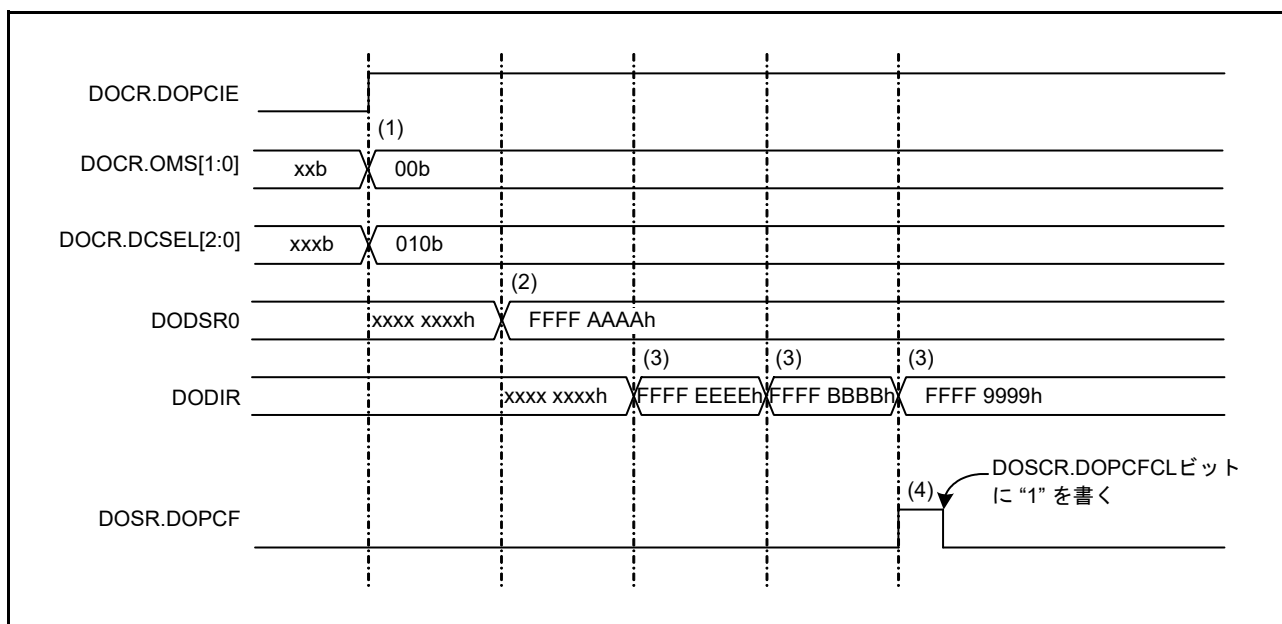 DOCR.DOPCIE
(1)
DOCR.OMS[1:0] xxb 00b
DOCR.DCSEL[2:0] xxxb 010b
(2)
DODSR0 xxxx xxxxh FFFF AAAAh
(3) (3) (3)
DODIR xxxx xxxxh FFFF EEEEh FFFF BBBBh FFFF 9999h
DOSCR.DOPCFCLビット
(4) に “1” を書く
DOSR.DOPCF